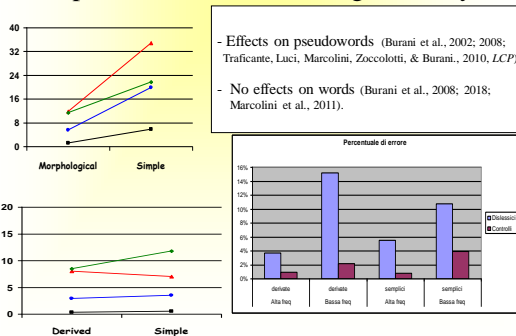 - Effects on pseudowords (Burani et al., 2002; 2008;
Traficante, Luci, Marcolini, Zoccolotti, & Burani., 2010, LCP)
- No effects on words (Burani et al., 2008; 2018;
Marcolini et al., 2011).
40
32
24
16
8
0
Morphological Simple
Percentuale di errore
16%
14%
12%
10%
8%
6%
4%
2%
0%
derivate derivate semplici semplici
Alta freq Bassa freq Alta freq Bassa freq
Dislessici
Controlli
20
15
10
5
0
Derived Simple